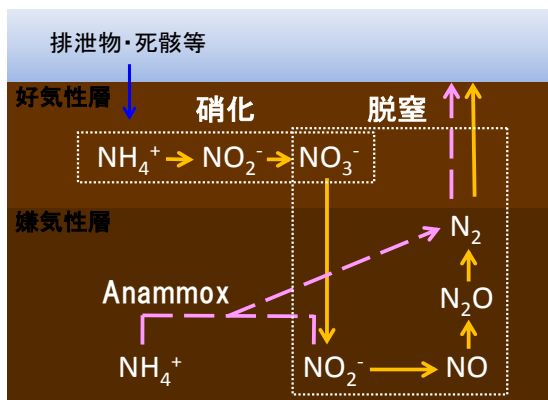 排泄物・死骸等
好気性層
硝化
脱窒
NH₄⁺ NO₂⁻ NO₃⁻
嫌気性層
N₂
Anammox
N₂O
NH₄⁺
NO₂⁻
NO